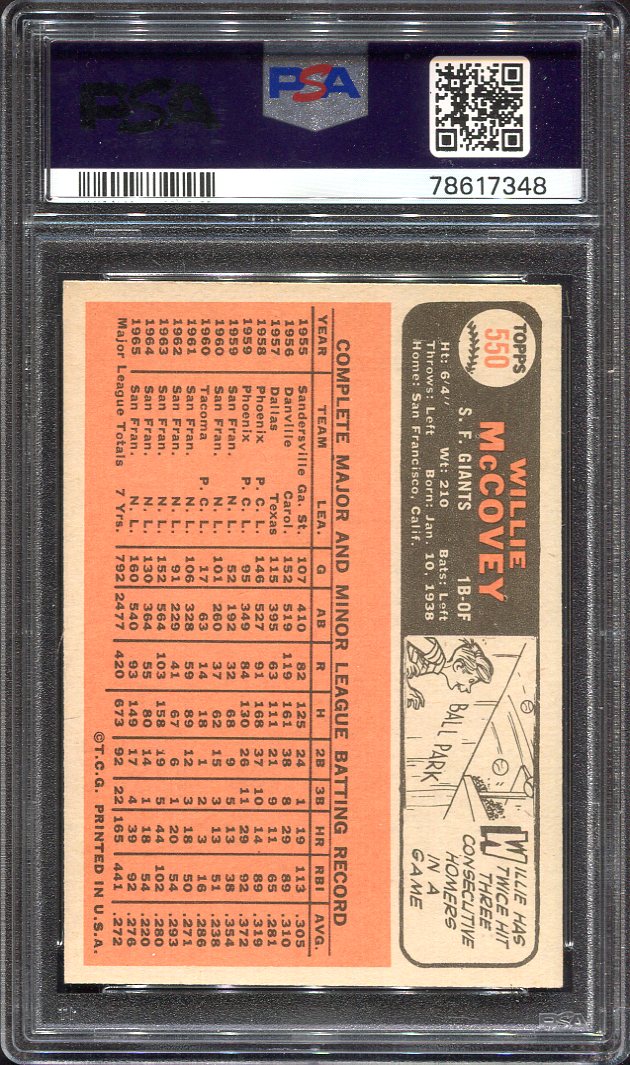 PSA
PSA
78617348
TOPPS
550
WILLIE
McCOVEY
S. F. GIANTS 1B-OF
Ht: 6'4" Wt: 210 Bats: Left
Throws: Left Born: Jan. 10, 1938
Home: San Francisco, Calif.
BALL PARK
WILLIE HAS
TWICE HIT
THREE
CONSECUTIVE
HOMERS
IN A
GAME
COMPLETE MAJOR AND MINOR LEAGUE BATTING RECORD
YEAR TEAM LEA. G AB R H 2B 3B HR RBI AVG.
1955 Sandersville Ga. St. 107 410 82 125 24 1 19 113 .305
1956 Danville Carol. 152 519 119 161 38 8 29 89 .310
1957 Dallas Texas 115 395 63 111 21 9 11 65 .281
1958 Phoenix P. C. L. 146 527 91 168 37 10 14 89 .319
1959 Phoenix P. C. L. 95 349 84 130 26 11 29 92 .372
1959 San Fran. N. L. 52 192 32 68 9 5 13 38 .354
1960 San Fran. N. L. 101 260 37 62 15 3 13 51 .238
1960 Tacoma P. C. L. 17 63 14 18 1 2 3 16 .286
1961 San Fran. N. L. 106 328 59 89 12 3 18 50 .271
1962 San Fran. N. L. 91 229 41 67 6 1 20 54 .293
1963 San Fran. N. L. 152 564 103 158 19 5 44 102 .280
1964 San Fran. N. L. 130 364 55 80 14 1 18 54 .220
1965 San Fran. N. L. 160 540 93 149 17 4 39 92 .276
Major League Totals 7 Yrs. 792 2477 420 673 92 22 165 441 .272
©T.C.G. PRINTED IN U.S.A.
PSA